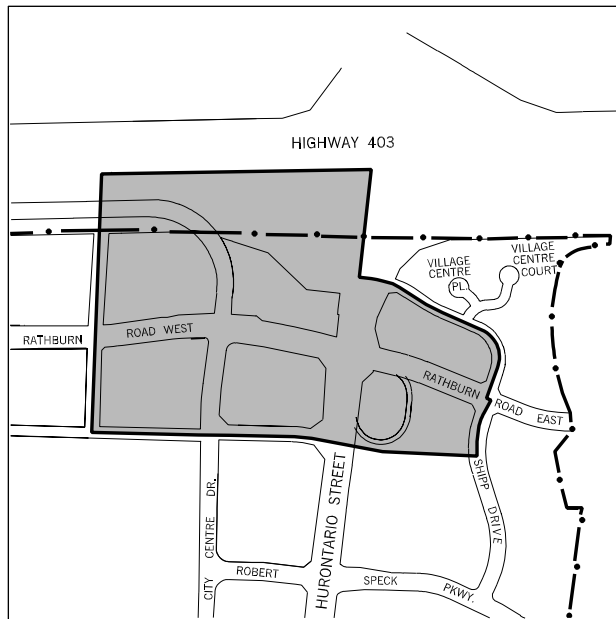 HIGHWAY 403
VILLAGE
CENTRE
COURT
VILLAGE
CENTRE
PL.
RATHBURN
ROAD WEST
RATHBURN
ROAD EAST
SHIPP DRIVE
HURONTARIO STREET
CITY CENTRE DR.
ROBERT
SPECK
PKWY.